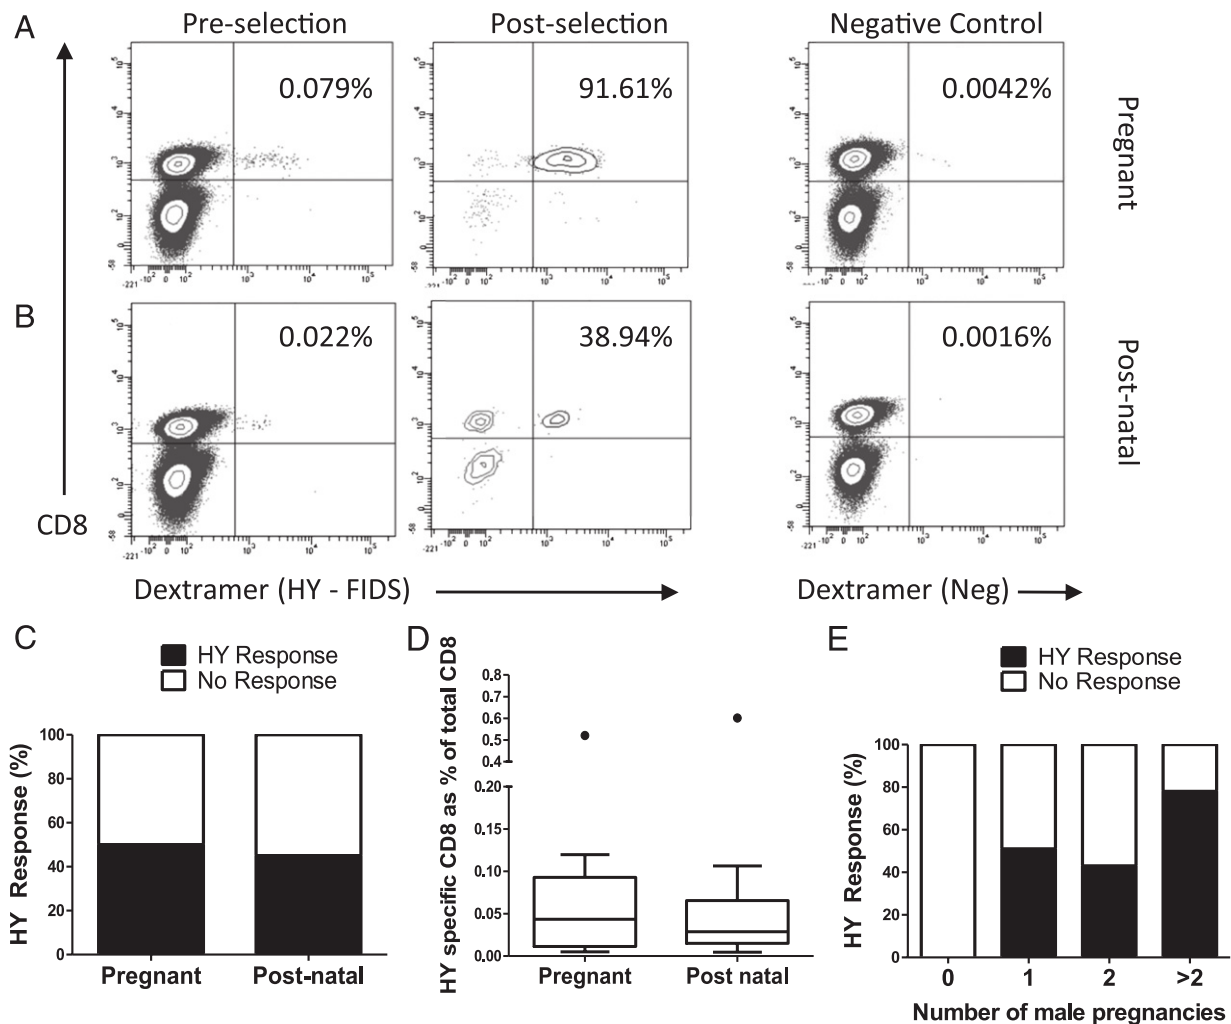 A
Pre-selection
Post-selection
Negative Control
0.079%
91.61%
0.0042%
Pregnant
B
0.022%
38.94%
0.0016%
Post-natal
CD8
Dextramer (HY - FIDS)
Dextramer (Neg)
C
HY Response
No Response
HY Response (%)
100
80
60
40
20
0
Pregnant
Post-natal
D
HY specific CD8 as % of total CD8
0.8
0.7
0.6
0.5
0.4
0.20
0.15
0.10
0.05
0.00
Pregnant
Post natal
E
HY Response
No Response
HY Response (%)
100
80
60
40
20
0
0
1
2
>2
Number of male pregnancies